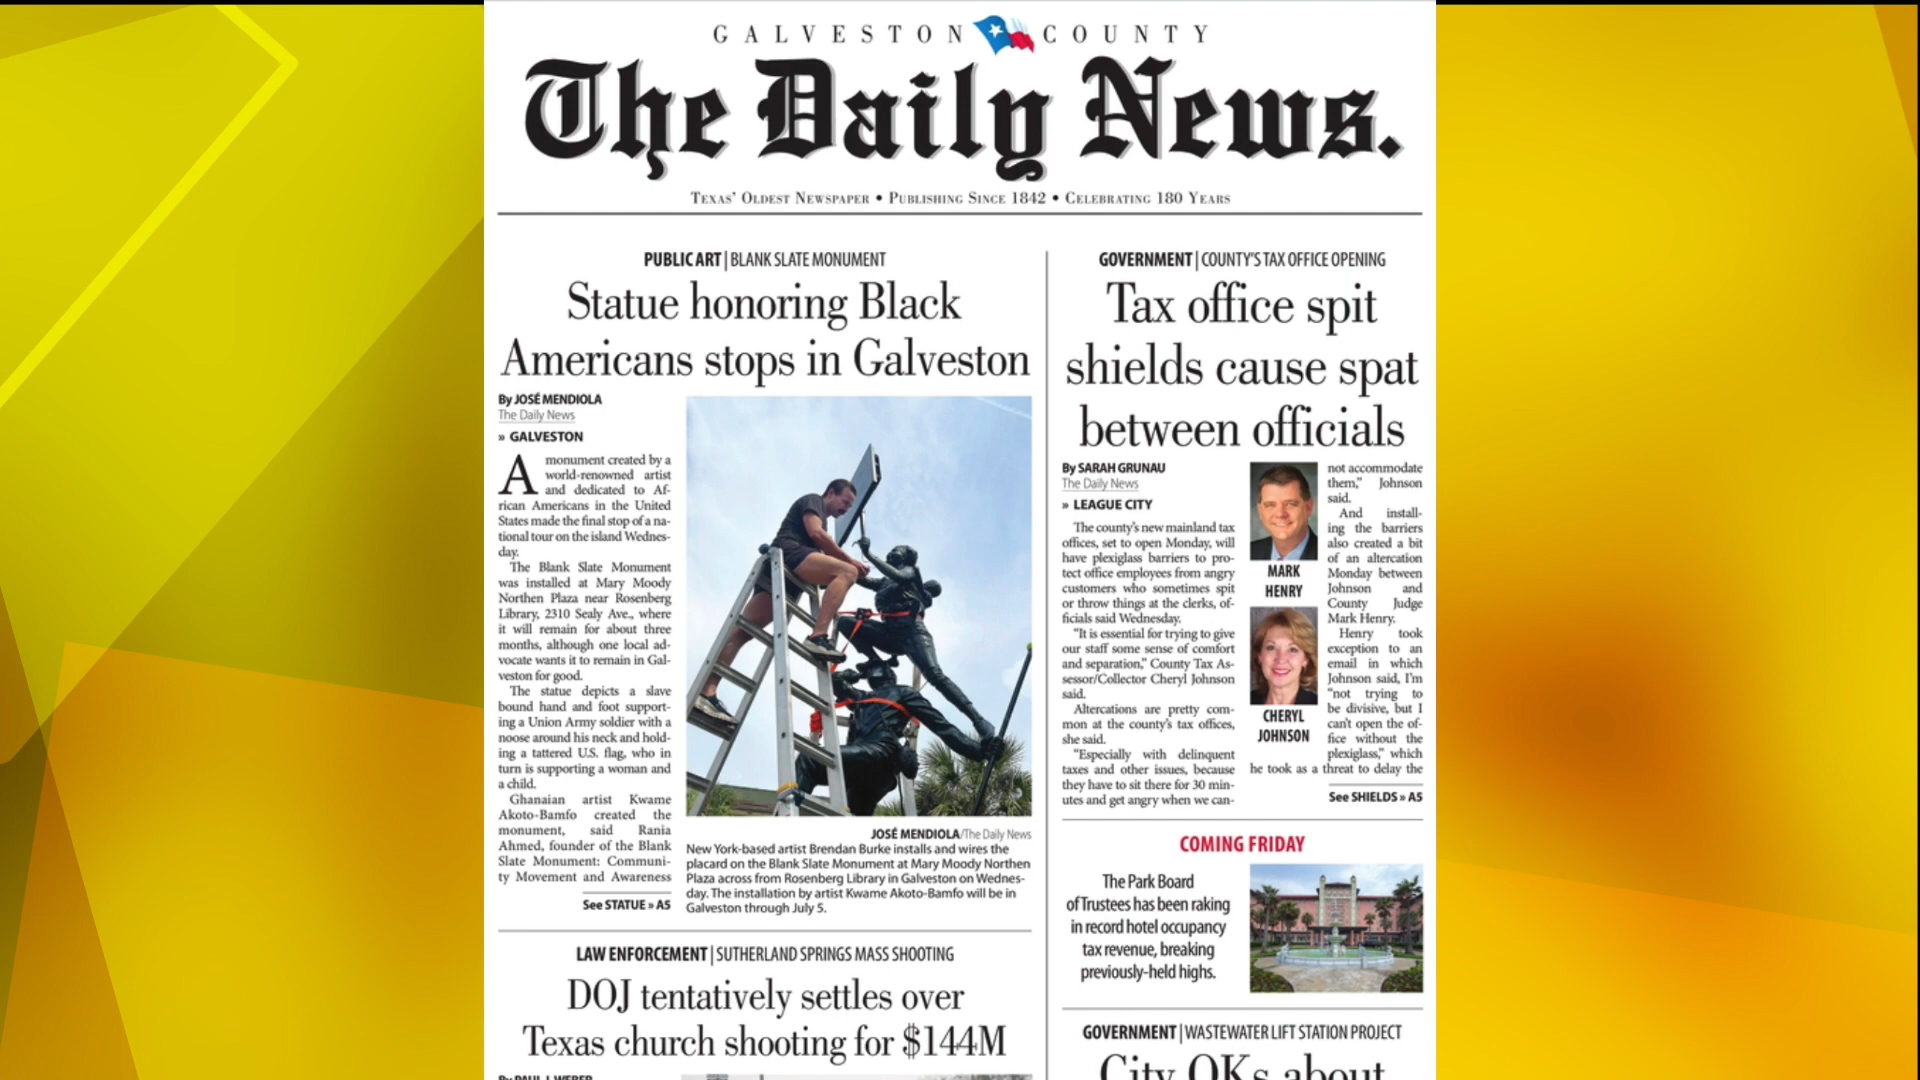 GALVESTON COUNTY
The Daily News.
Texas' Oldest Newspaper • Publishing Since 1842 • Celebrating 180 Years
PUBLIC ART | BLANK SLATE MONUMENT
Statue honoring Black
Americans stops in Galveston
By JOSÉ MENDIOLA
The Daily News
» GALVESTON
A monument created by a
world-renowned artist
and dedicated to Af-
rican Americans in the United
States made the final stop of a na-
tional tour on the island Wednes-
day.
The Blank Slate Monument
was installed at Mary Moody
Northen Plaza near Rosenberg
Library, 2310 Sealy Ave., where
it will remain for about three
months, although one local ad-
vocate wants it to remain in Gal-
veston for good.
The statue depicts a slave
bound hand and foot support-
ing a Union Army soldier with a
noose around his neck and hold-
ing a tattered U.S. flag, who in
turn is supporting a woman and
a child.
Ghanaian artist Kwame
Akoto-Bamfo created the
monument, said Rania
Ahmed, founder of the Blank
Slate Monument: Communi-
ty Movement and Awareness
See STATUE » A5
JOSÉ MENDIOLA/The Daily News
New York-based artist Brendan Burke installs and wires the
placard on the Blank Slate Monument at Mary Moody Northen
Plaza across from Rosenberg Library in Galveston on Wednes-
day. The installation by artist Kwame Akoto-Bamfo will be in
Galveston through July 5.
LAW ENFORCEMENT | SUTHERLAND SPRINGS MASS SHOOTING
DOJ tentatively settles over
Texas church shooting for $144M
By PAUL J. WEBER
GOVERNMENT | COUNTY'S TAX OFFICE OPENING
Tax office spit
shields cause spat
between officials
By SARAH GRUNAU
The Daily News
» LEAGUE CITY
The county's new mainland tax
offices, set to open Monday, will
have plexiglass barriers to pro-
tect office employees from angry
customers who sometimes spit
or throw things at the clerks, of-
ficials said Wednesday.
"It is essential for trying to give
our staff some sense of comfort
and separation," County Tax As-
sessor/Collector Cheryl Johnson
said.
Altercations are pretty com-
mon at the county's tax offices,
she said.
"Especially with delinquent
taxes and other issues, because
they have to sit there for 30 min-
utes and get angry when we can-
MARK
HENRY
CHERYL
JOHNSON
not accommodate
them," Johnson
said.
And install-
ing the barriers
also created a bit
of an altercation
Monday between
Johnson and
County Judge
Mark Henry.
Henry took
exception to an
email in which
Johnson said, I'm
"not trying to
be divisive, but I
can't open the of-
fice without the
plexiglass," which
he took as a threat to delay the
See SHIELDS » A5
COMING FRIDAY
The Park Board
of Trustees has been raking
in record hotel occupancy
tax revenue, breaking
previously-held highs.
GOVERNMENT | WASTEWATER LIFT STATION PROJECT
City OKs about